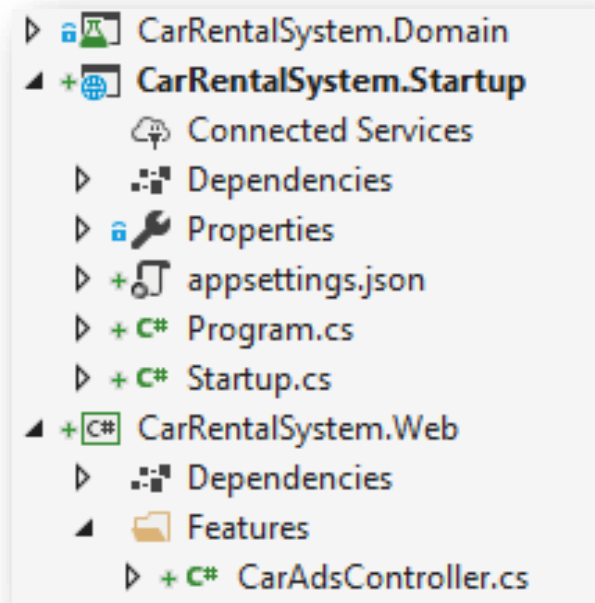 CarRentalSystem.Domain
CarRentalSystem.Startup
Connected Services
Dependencies
Properties
appsettings.json
C# Program.cs
C# Startup.cs
C# CarRentalSystem.Web
Dependencies
Features
C# CarAdsController.cs